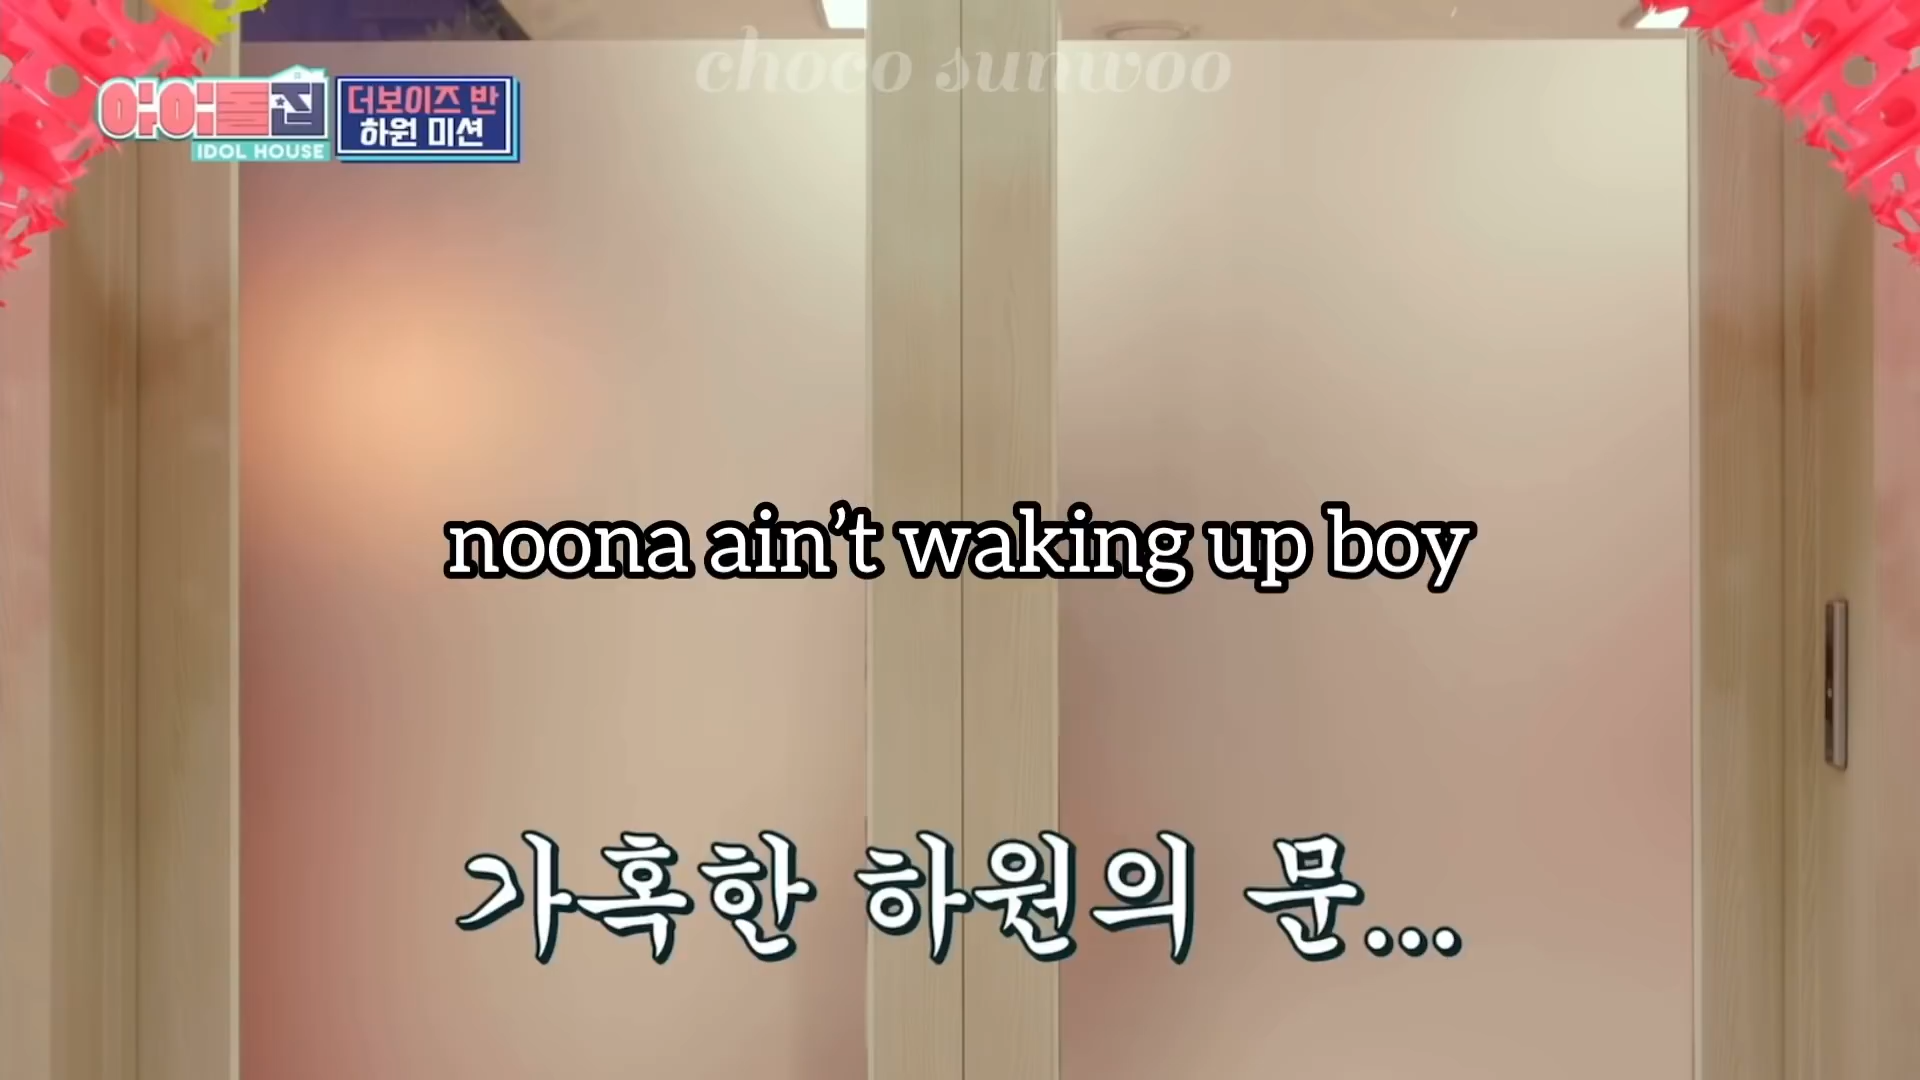 choco sunwoo
아이돌집
IDOL HOUSE
더보이즈 반
하원 미션
noona ain’t waking up boy
가혹한 하원의 문...